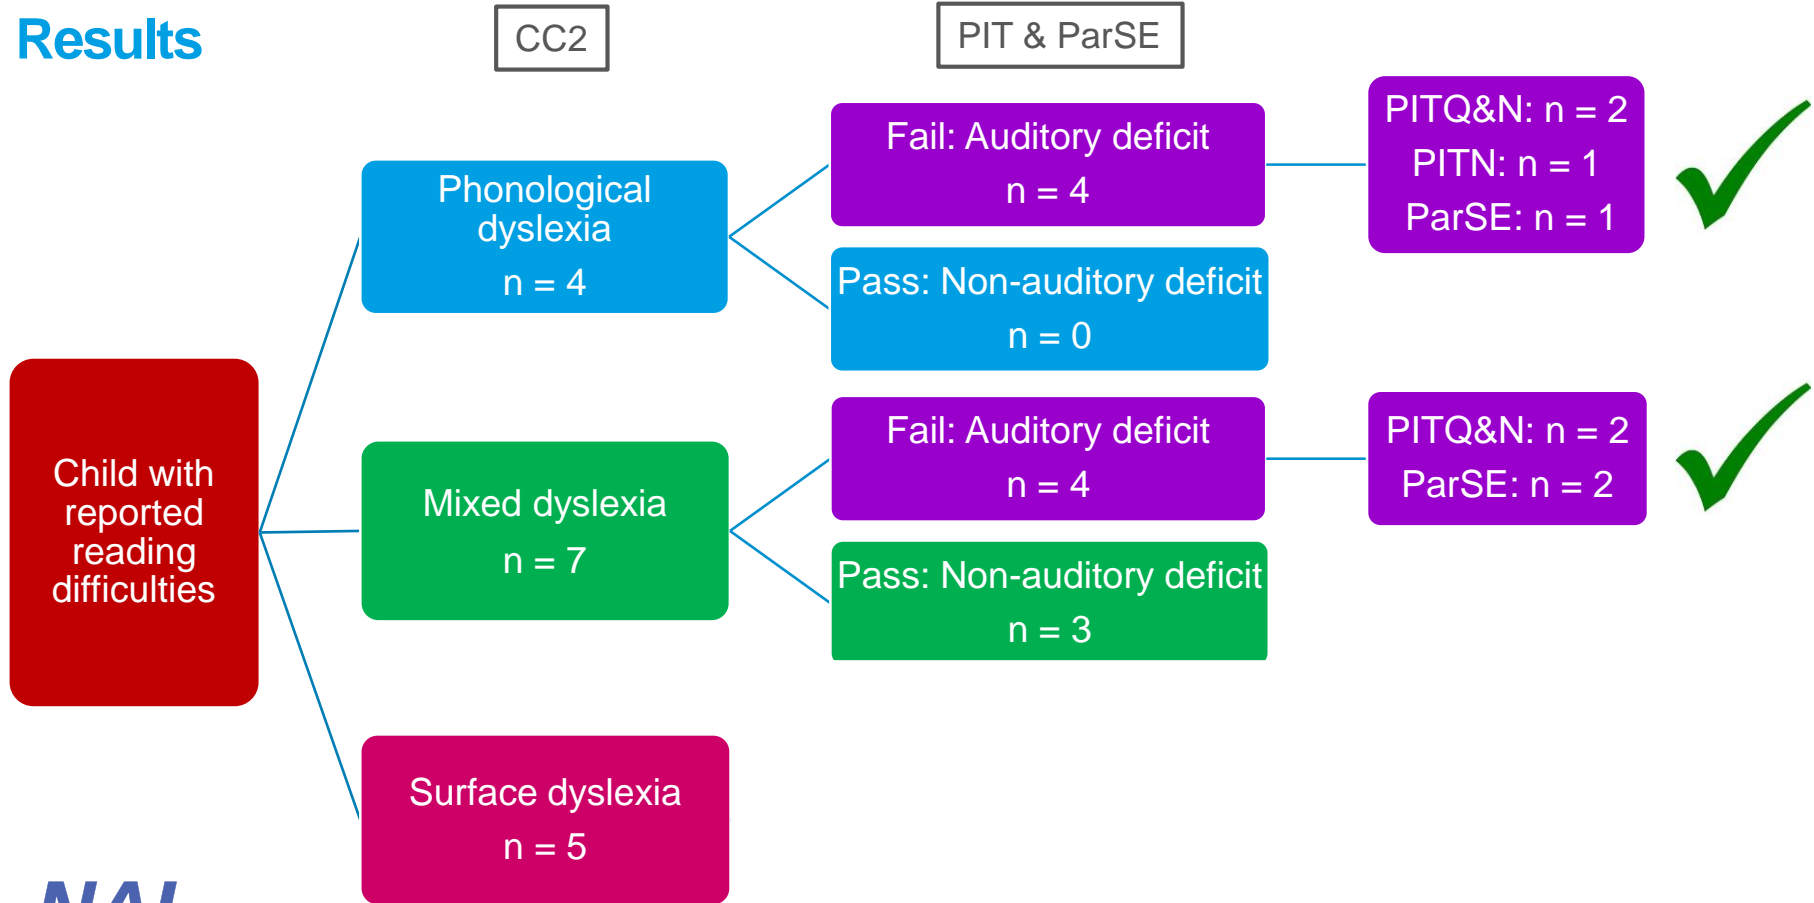 Results
CC2
PIT & ParSE
Child with
reported
reading
difficulties
Phonological
dyslexia
n = 4
Fail: Auditory deficit
n = 4
PITQ&N: n = 2
PITN: n = 1
ParSE: n = 1
Pass: Non-auditory deficit
n = 0
Mixed dyslexia
n = 7
Fail: Auditory deficit
n = 4
PITQ&N: n = 2
ParSE: n = 2
Pass: Non-auditory deficit
n = 3
Surface dyslexia
n = 5